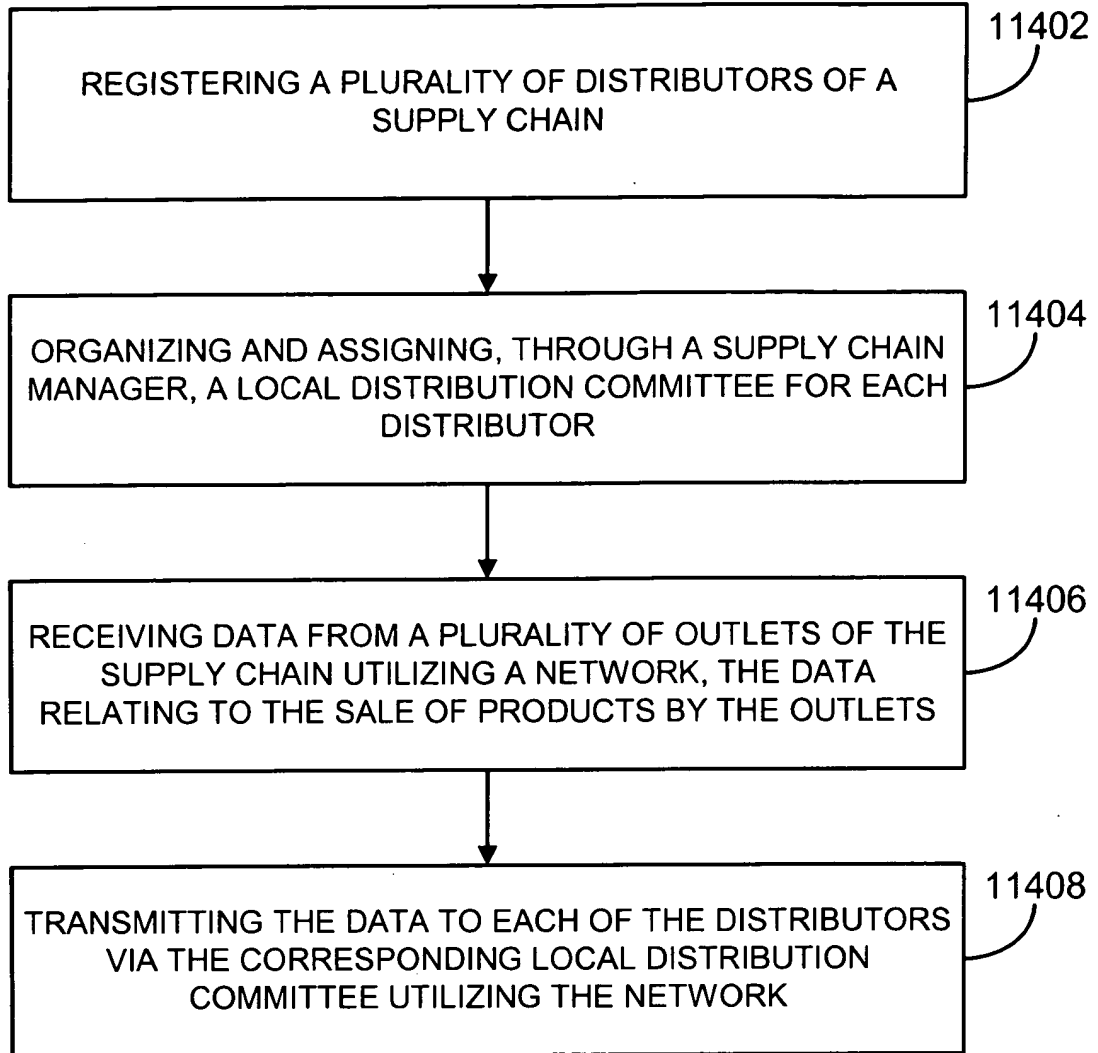 11402
REGISTERING A PLURALITY OF DISTRIBUTORS OF A
SUPPLY CHAIN
11404
ORGANIZING AND ASSIGNING, THROUGH A SUPPLY CHAIN
MANAGER, A LOCAL DISTRIBUTION COMMITTEE FOR EACH
DISTRIBUTOR
11406
RECEIVING DATA FROM A PLURALITY OF OUTLETS OF THE
SUPPLY CHAIN UTILIZING A NETWORK, THE DATA
RELATING TO THE SALE OF PRODUCTS BY THE OUTLETS
11408
TRANSMITTING THE DATA TO EACH OF THE DISTRIBUTORS
VIA THE CORRESPONDING LOCAL DISTRIBUTION
COMMITTEE UTILIZING THE NETWORK